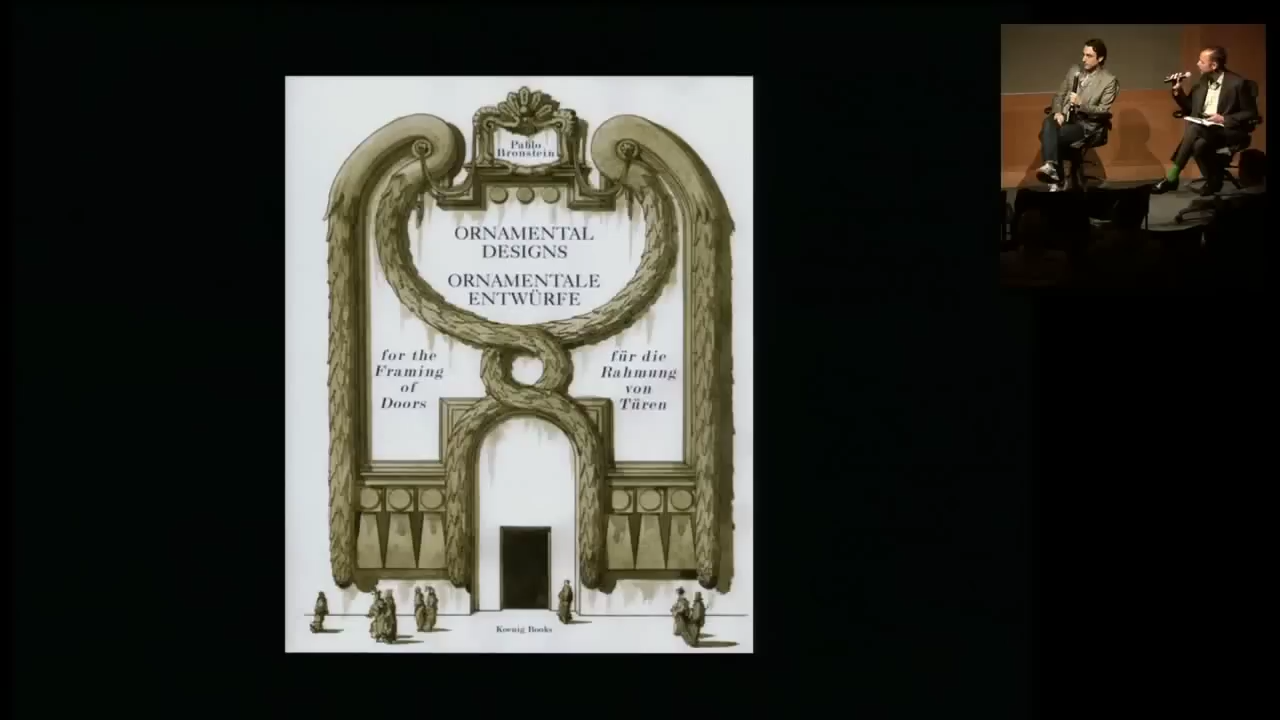 Pablo
Bronstein
ORNAMENTAL
DESIGNS
ORNAMENTALE
ENTWÜRFE
for the
Framing
of
Doors
für die
Rahmung
von
Türen
Koenig Books